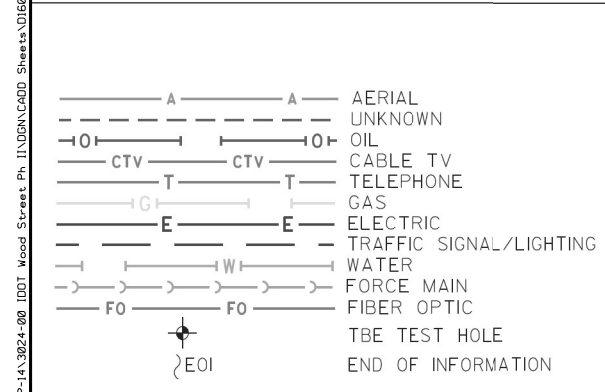 P-14\3024-00 IDOT Wood Street Ph II\DGN\CADD Sheets\D160
A A AERIAL
UNKNOWN
O O OIL
CTV CTV CABLE TV
T T TELEPHONE
G GAS
E E ELECTRIC
TRAFFIC SIGNAL/LIGHTING
W WATER
FORCE MAIN
FO FO FIBER OPTIC
TBE TEST HOLE
EOI END OF INFORMATION